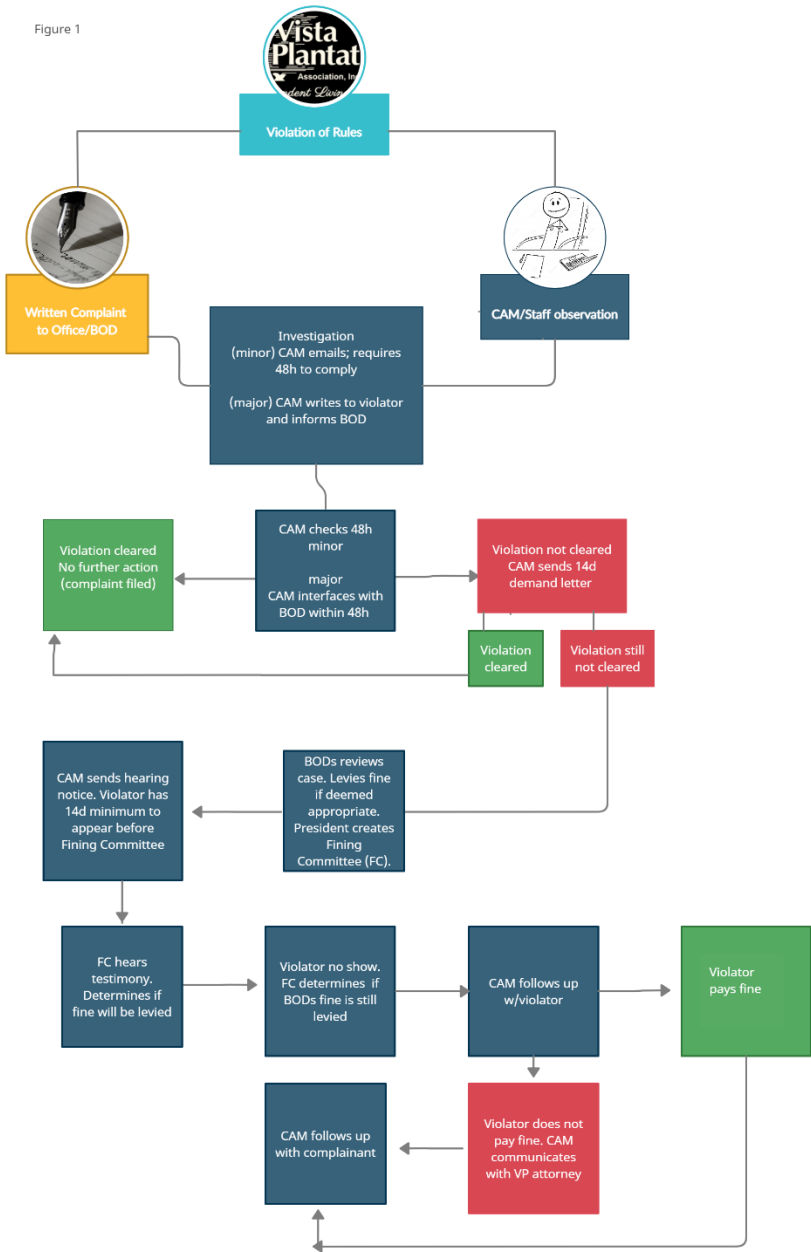 Figure 1
Vista
Plantat
Association, In
dent Livin
Violation of Rules
Written Complaint
to Office/BOD
CAM/Staff observation
Investigation
(minor) CAM emails; requires
48h to comply
(major) CAM writes to violator
and informs BOD
Violation cleared
No further action
(complaint filed)
CAM checks 48h
minor
major
CAM interfaces with
BOD within 48h
Violation not cleared
CAM sends 14d
demand letter
Violation
cleared
Violation still
not cleared
CAM sends hearing
notice. Violator has
14d minimum to
appear before
Fining Committee
BODs reviews
case. Levies fine
if deemed
appropriate.
President creates
Fining
Committee (FC).
FC hears
testimony.
Determines if
fine will be levied
Violator no show.
FC determines if
BODs fine is still
levied
CAM follows up
w/violator
Violator
pays fine
CAM follows up
with complainant
Violator does not
pay fine. CAM
communicates
with VP attorney